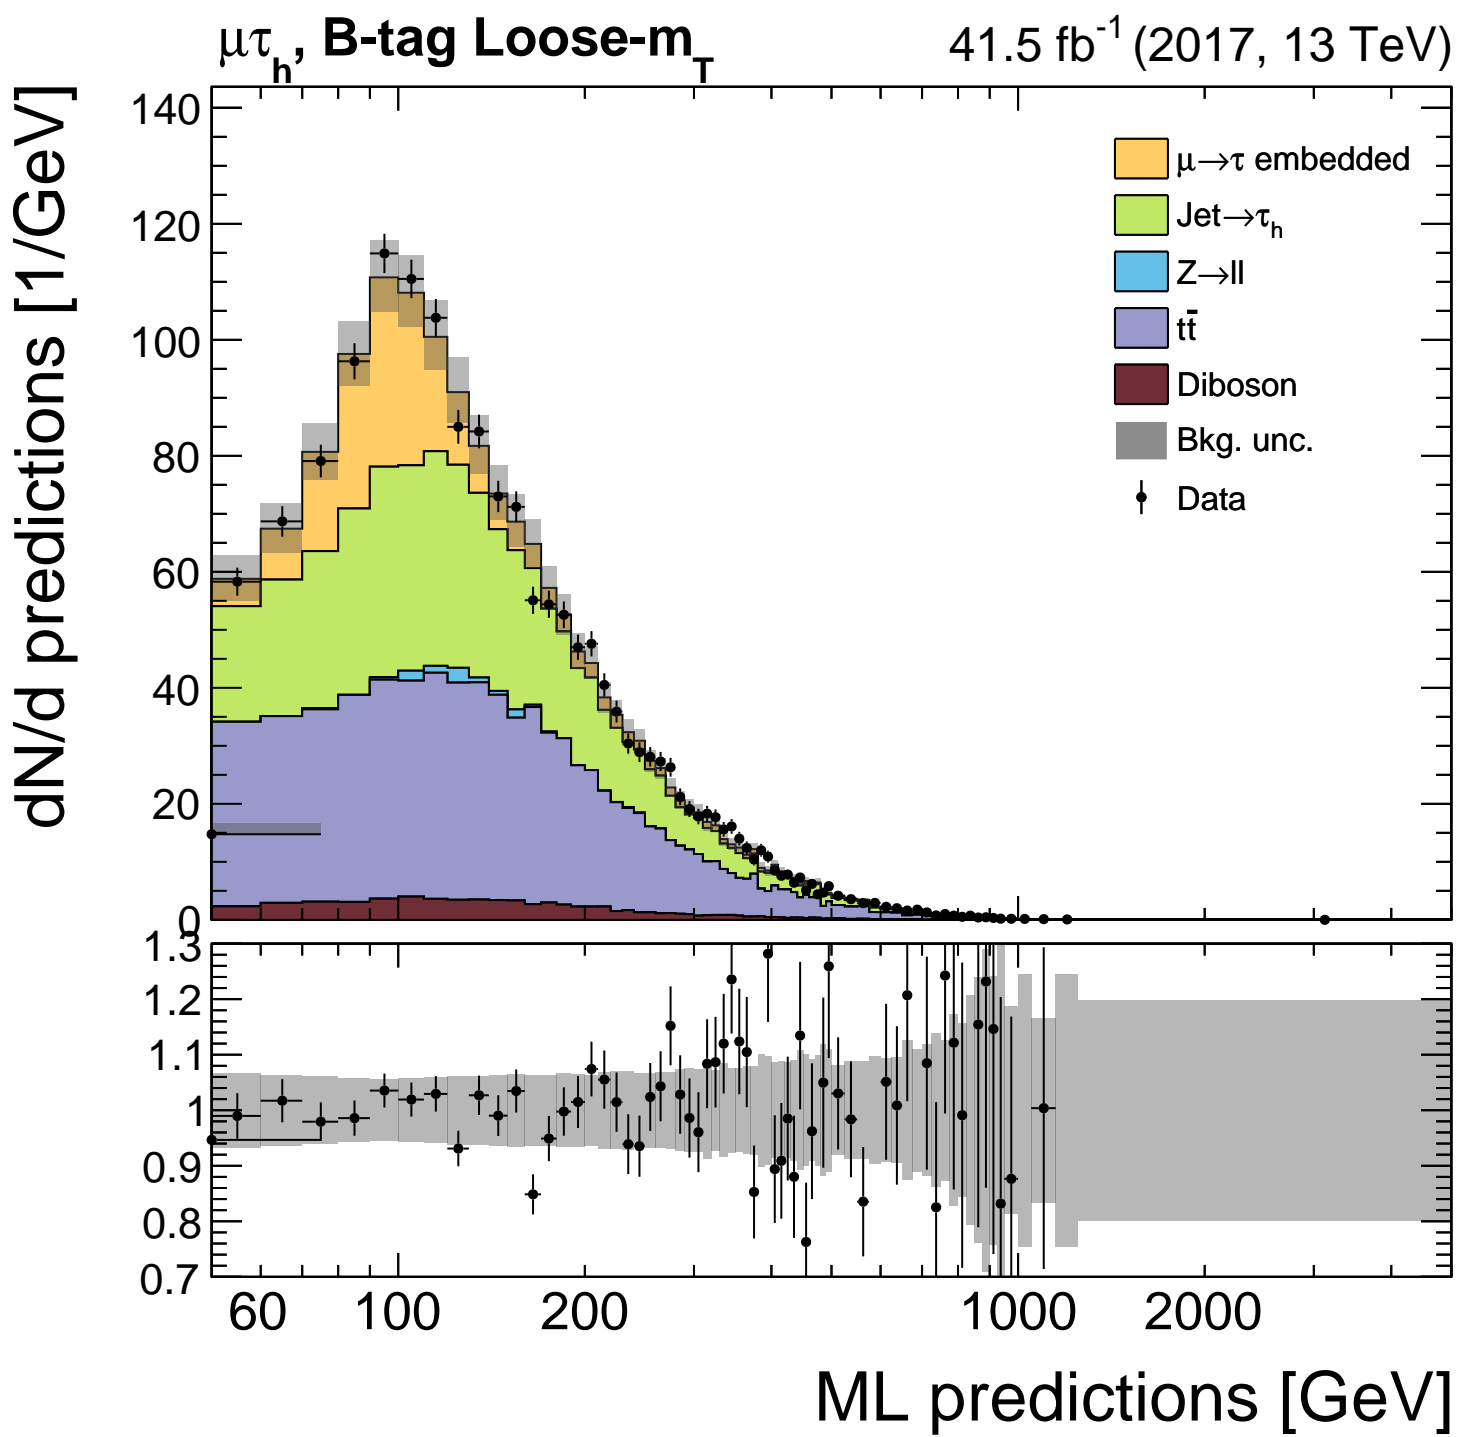 μτh, B-tag Loose-mT
41.5 fb-1 (2017, 13 TeV)
dN/d predictions [1/GeV]
140
120
100
80
60
40
20
0
μ→τ embedded
Jet→τh
Z→ll
tt̄
Diboson
Bkg. unc.
Data
1.3
1.2
1.1
1
0.9
0.8
0.7
60 100 200 1000 2000
ML predictions [GeV]